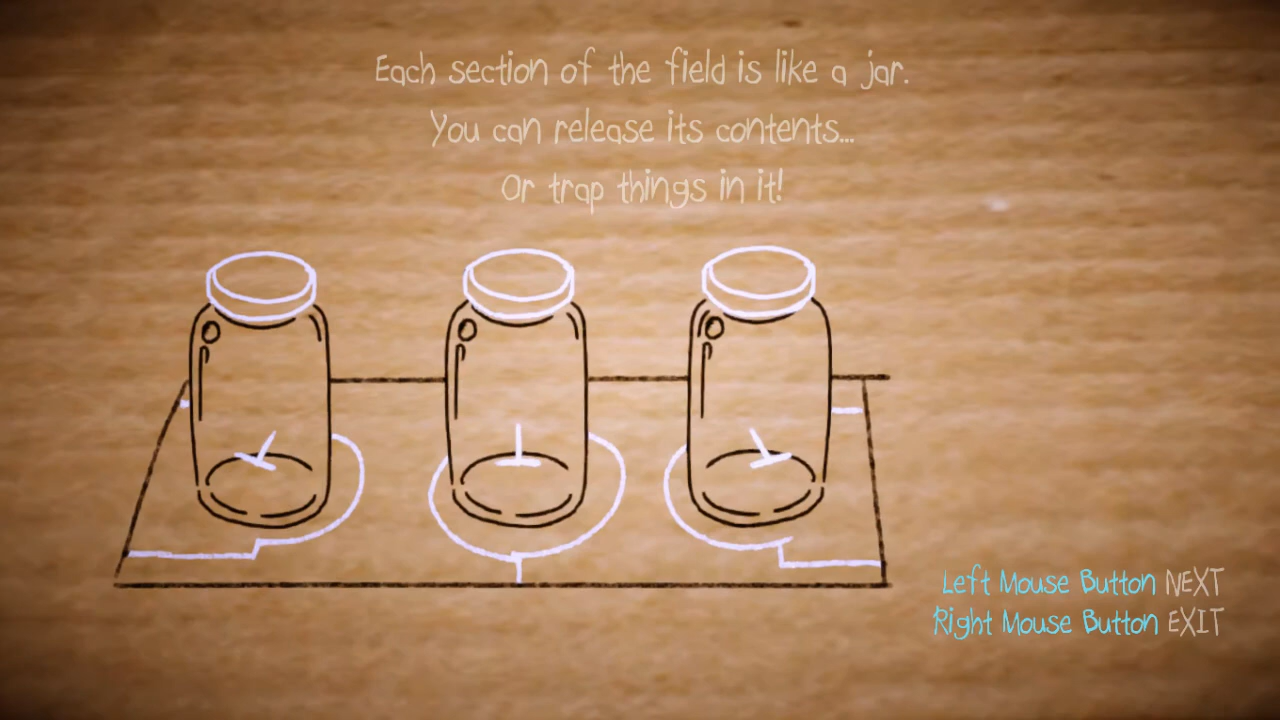 Each section of the field is like a jar.
You can release its contents...
Or trap things in it!
Left Mouse Button NEXT
Right Mouse Button EXIT